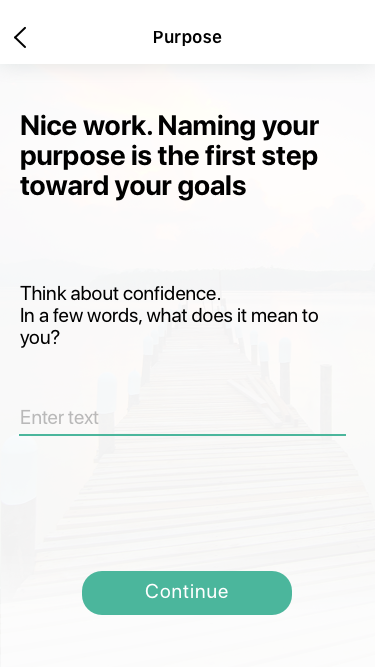 Purpose
Nice work. Naming your
purpose is the first step
toward your goals
Think about confidence.
In a few words, what does it mean to
you?
Enter text
Continue